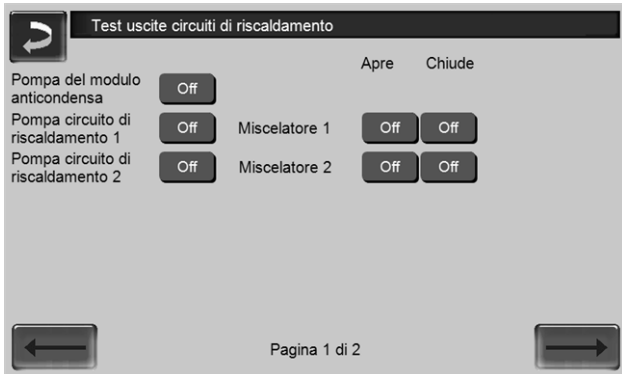 Test uscite circuiti di riscaldamento
Apre Chiude
Pompa del modulo
anticondensa
Off
Pompa circuito di
riscaldamento 1
Off Miscelatore 1 Off Off
Pompa circuito di
riscaldamento 2
Off Miscelatore 2 Off Off
Pagina 1 di 2